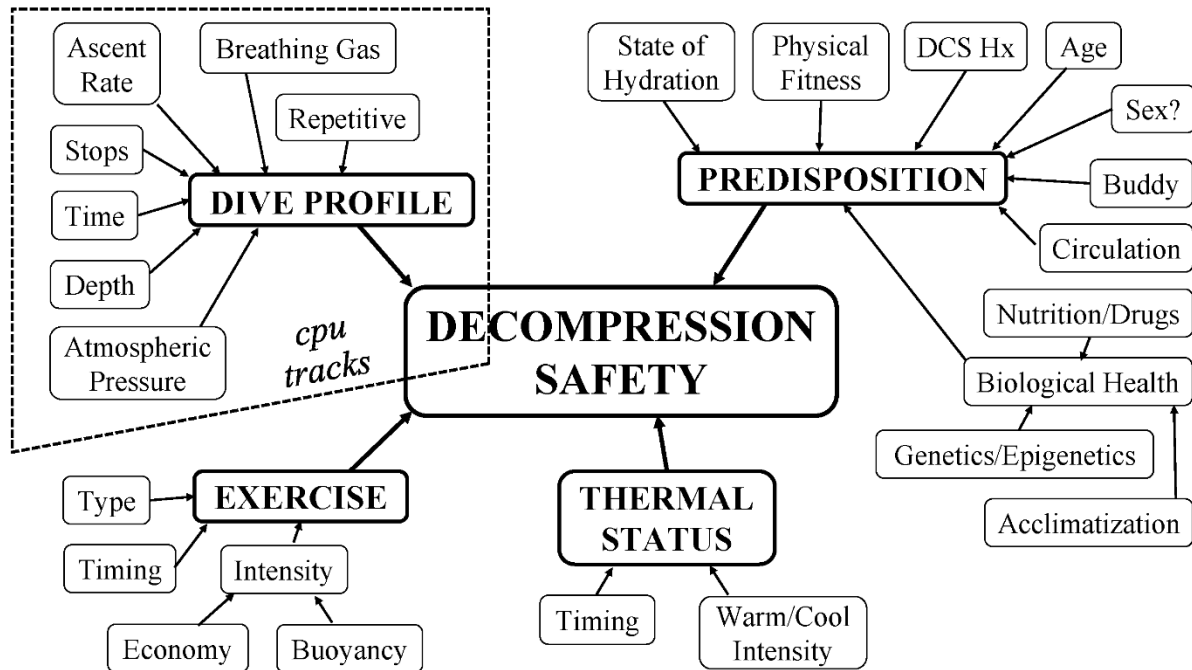 Ascent
Rate
Breathing Gas
Repetitive
Stops
Time
Depth
Atmospheric
Pressure
DIVE PROFILE
cpu
tracks
State of
Hydration
Physical
Fitness
DCS Hx
Age
Sex?
Buddy
Circulation
PREDISPOSITION
Nutrition/Drugs
Biological Health
Genetics/Epigenetics
Acclimatization
DECOMPRESSION
SAFETY
EXERCISE
Type
Timing
Intensity
Economy
Buoyancy
THERMAL
STATUS
Timing
Warm/Cool
Intensity